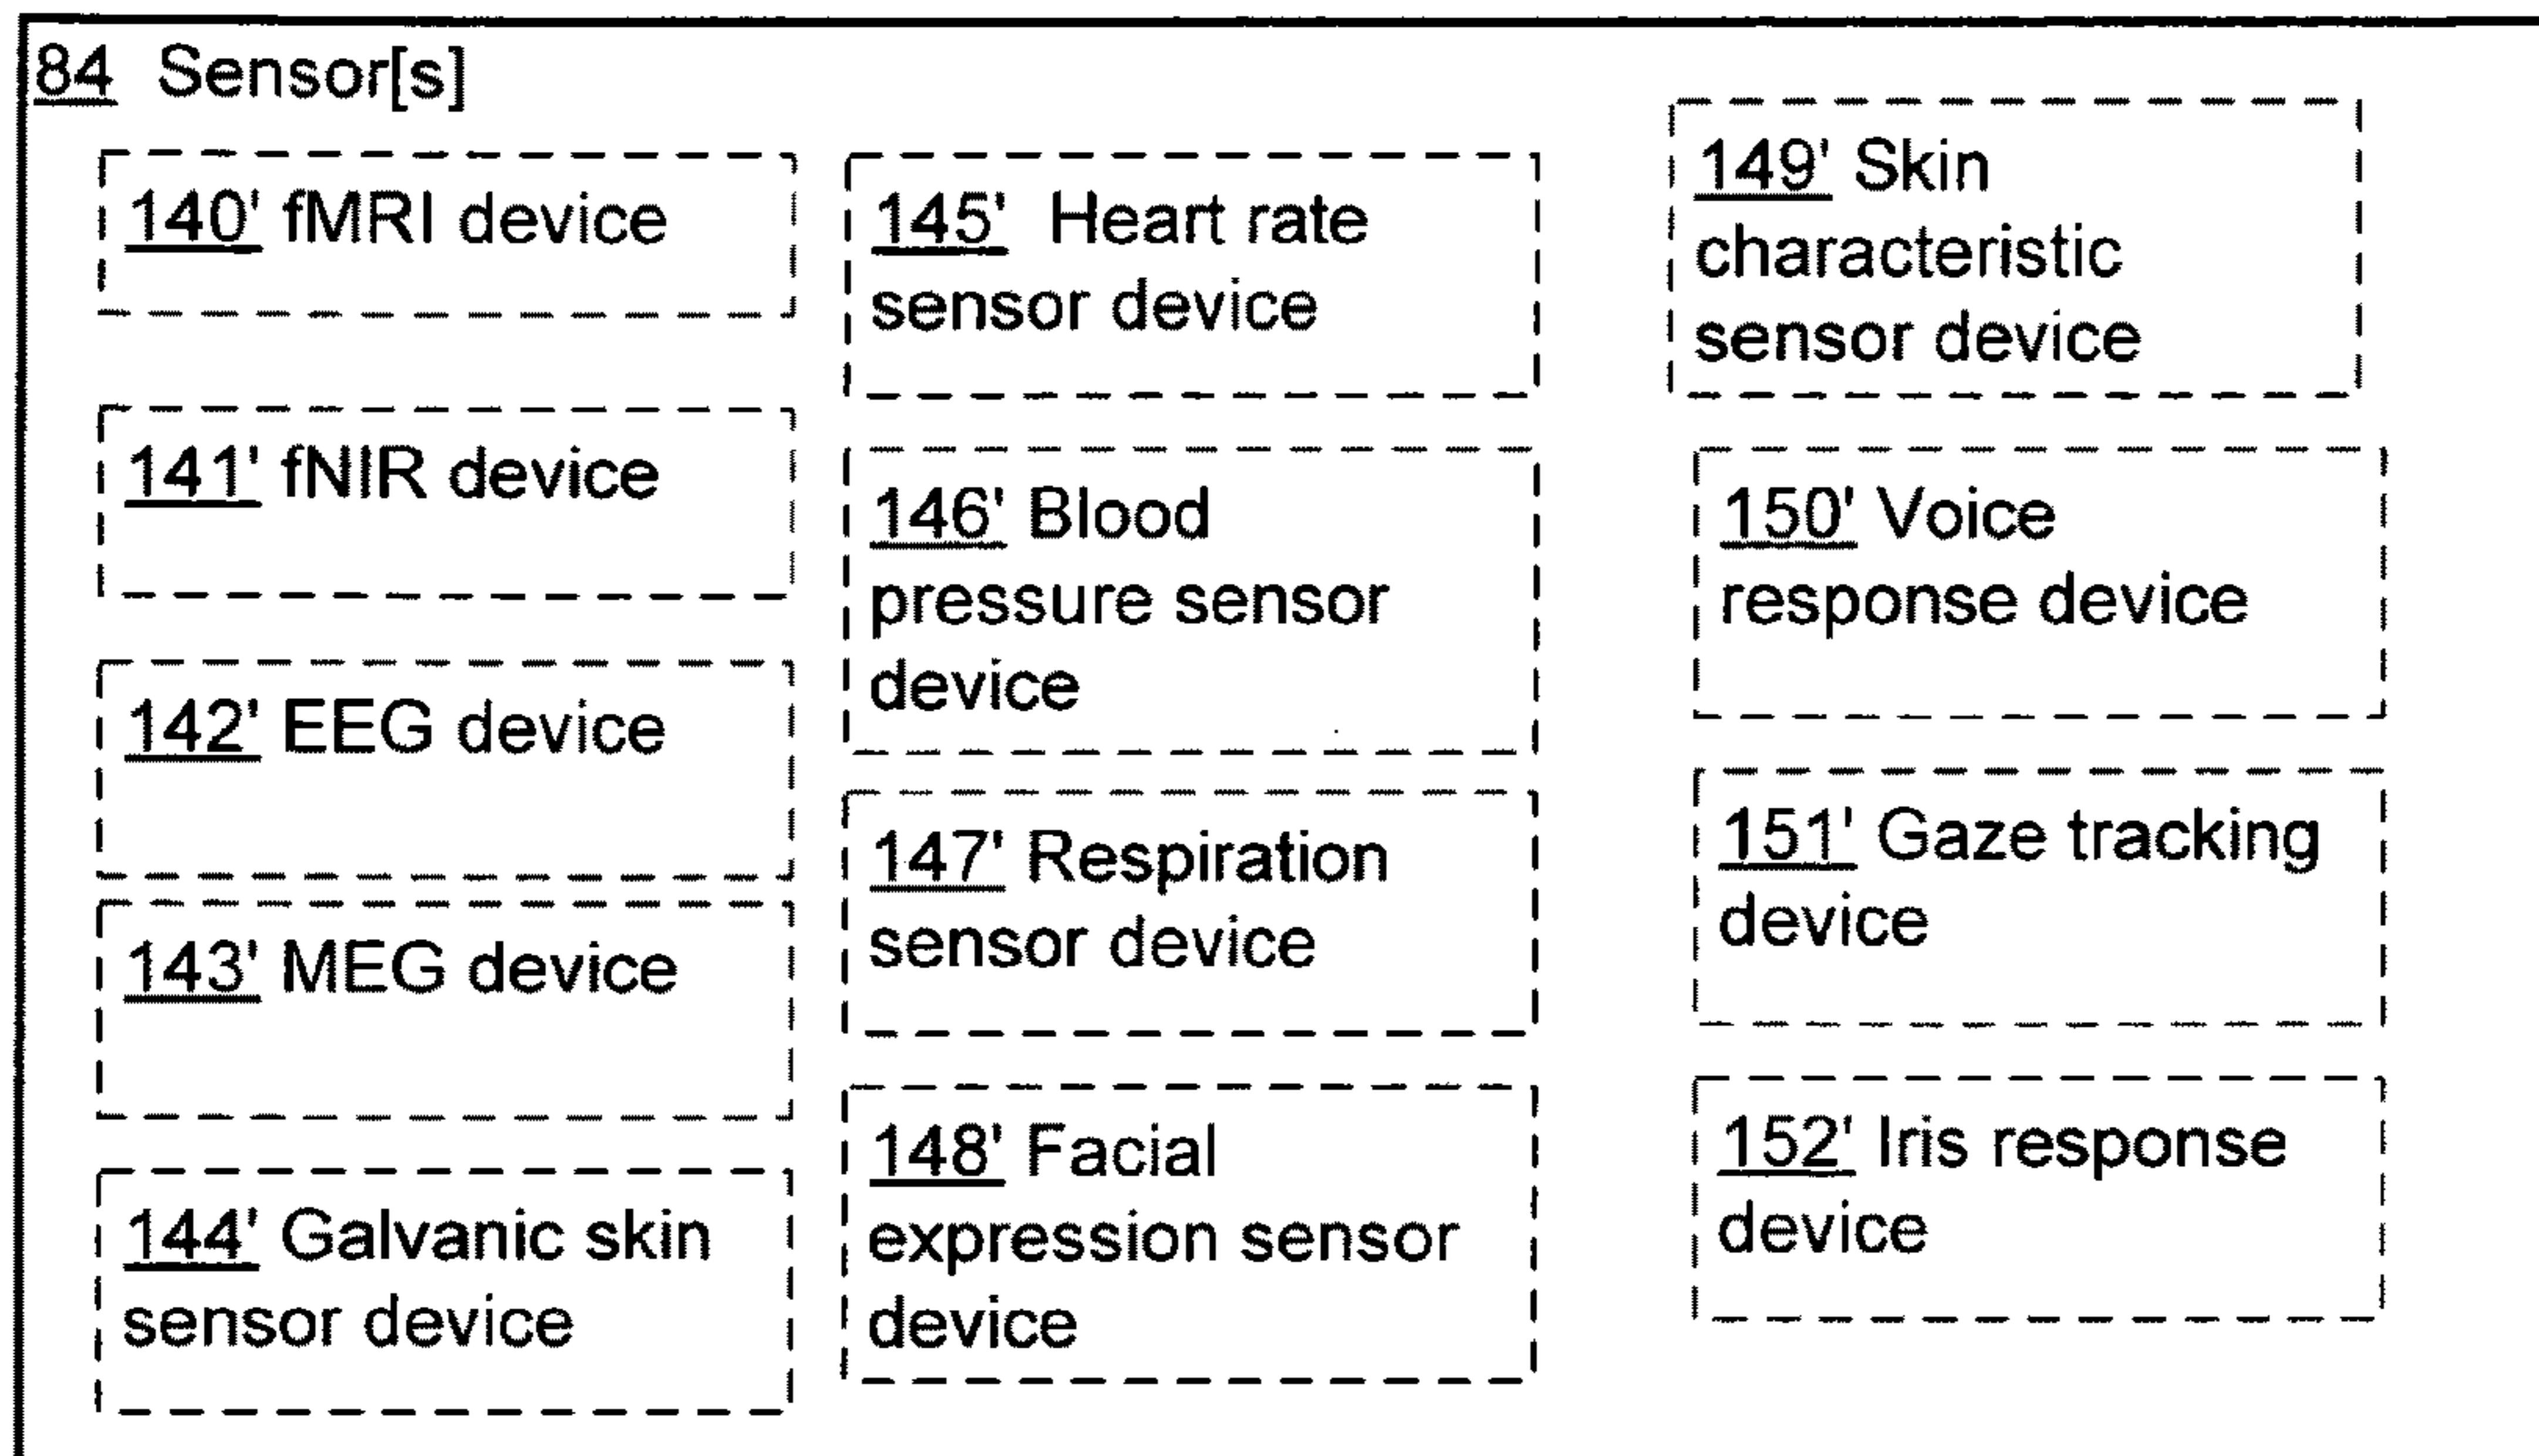 84 Sensor[s]
140' fMRI device
141' fNIR device
142' EEG device
143' MEG device
144' Galvanic skin
sensor device
145' Heart rate
sensor device
146' Blood
pressure sensor
device
147' Respiration
sensor device
148' Facial
expression sensor
device
149' Skin
characteristic
sensor device
150' Voice
response device
151' Gaze tracking
device
152' Iris response
device